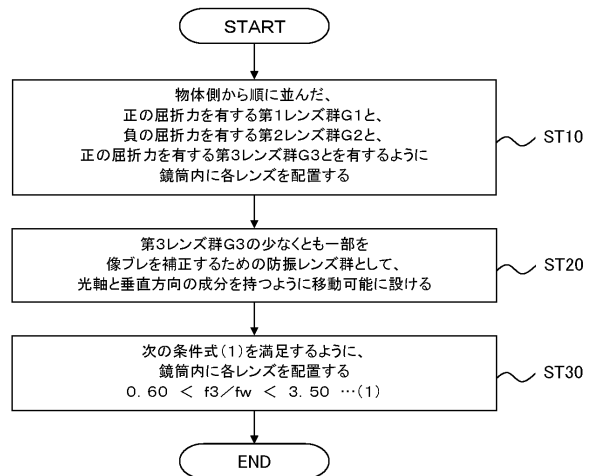 START
物体側から順に並んだ、
正の屈折力を有する第1レンズ群G1と、
負の屈折力を有する第2レンズ群G2と、
正の屈折力を有する第3レンズ群G3とを有するように
鏡筒内に各レンズを配置する
ST10
第3レンズ群G3の少なくとも一部を
像ブレを補正するための防振レンズ群として、
光軸と垂直方向の成分を持つように移動可能に設ける
ST20
次の条件式(1)を満足するように、
鏡筒内に各レンズを配置する
0.60 < f3/fw < 3.50 …(1)
ST30
END